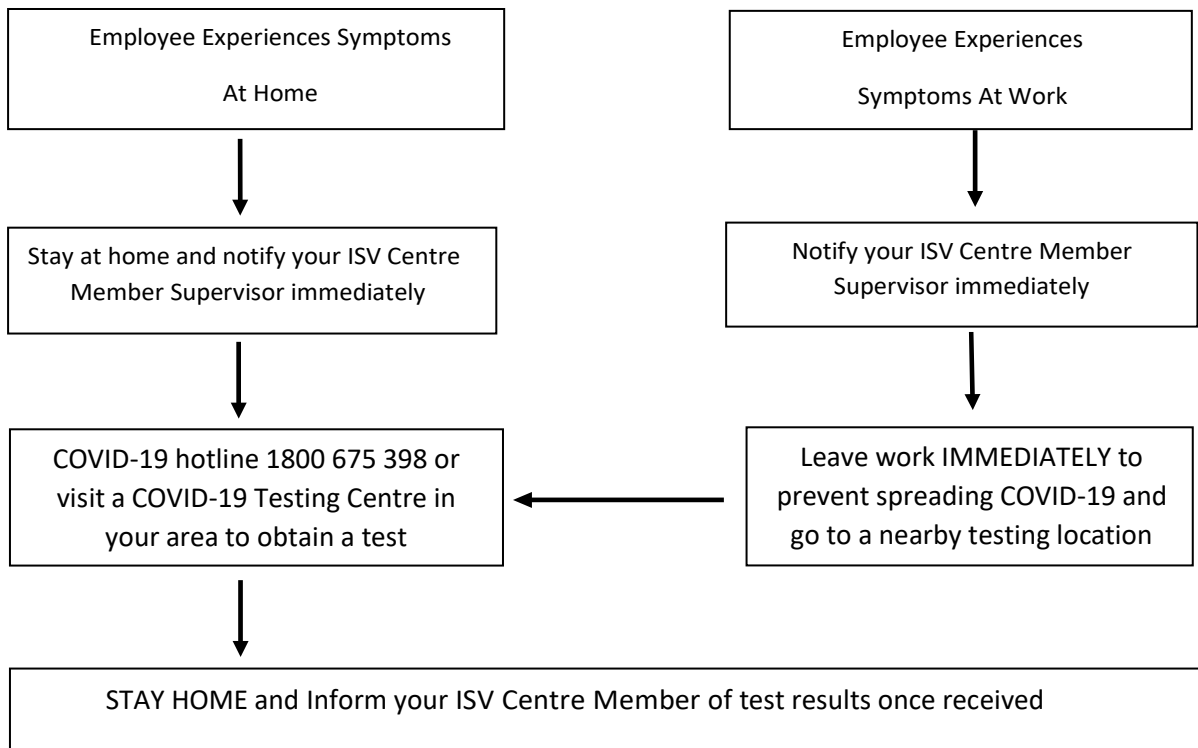 Employee Experiences Symptoms
At Home
Employee Experiences
Symptoms At Work
Stay at home and notify your ISV Centre
Member Supervisor immediately
Notify your ISV Centre Member
Supervisor immediately
COVID-19 hotline 1800 675 398 or
visit a COVID-19 Testing Centre in
your area to obtain a test
Leave work IMMEDIATELY to
prevent spreading COVID-19 and
go to a nearby testing location
STAY HOME and Inform your ISV Centre Member of test results once received